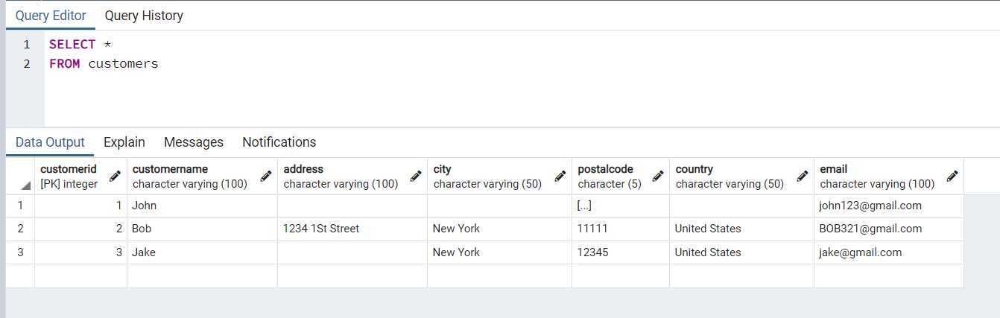 Query Editor Query History
1 SELECT *
2 FROM customers
Data Output Explain Messages Notifications
customerid customername address city postalcode country email
[PK] integer character varying (100) character varying (100) character varying (50) character (5) character varying (50) character varying (100)
1 1 John [...] john123@gmail.com
2 2 Bob 1234 1St Street New York 11111 United States BOB321@gmail.com
3 3 Jake New York 12345 United States jake@gmail.com